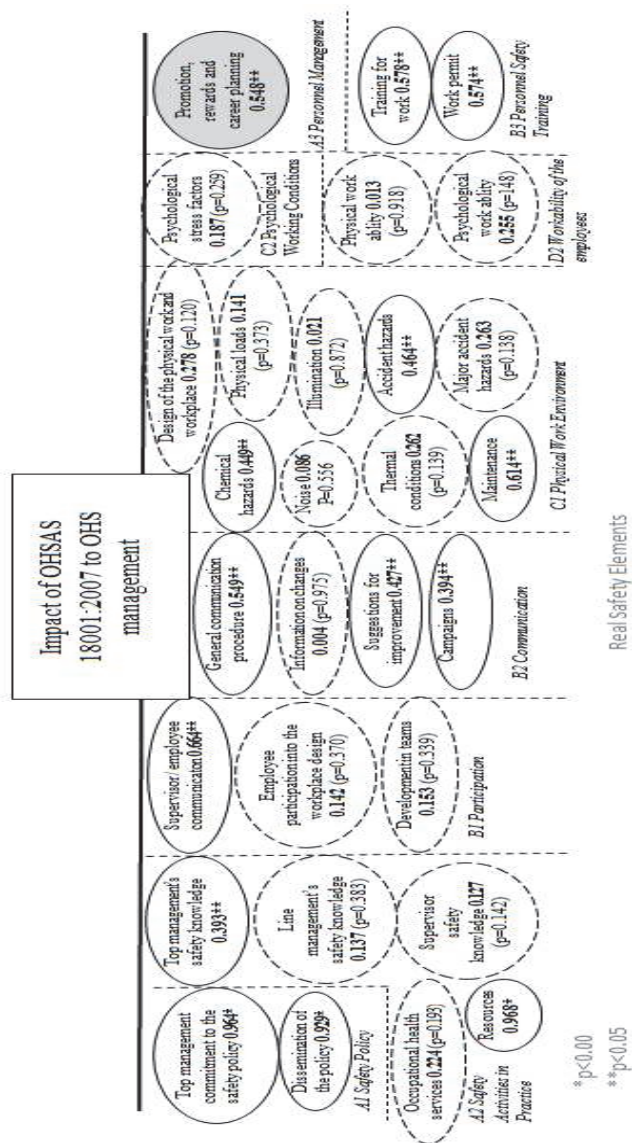 Impact of OHSAS
18001:2007 to OHS
management
Top management
commitment to the
safety policy 0.964*
Dissemination of
the policy 0.929*
A1 Safety Policy
Occupational health
services 0.224 (p=0.193)
Resources
0.968*
A2 Safety
Activities in
Practice
Top management's
safety knowledge
0.393**
Line
management's
safety knowledge
0.137 (p=0.383)
Supervisor
safety
knowledge 0.127
(p=0.142)
Supervisor/employee
communicaton 0.664**
Employee
participation into the
workplace design
0.142 (p=0.370)
Development in teams
0.153 (p=0.339)
B1 Participation
General communication
procedure 0.549**
Information on changes
0.004 (p=0.975)
Suggestions for
improvement 0.427**
Campaigns 0.394**
B2 Communication
Design of the physical work and
workplace 0.278 (p=0.120)
Chemical
hazards 0.449**
Physical loads 0.141
(p=0.373)
Noise 0.086
P=0.556
Illumination 0.021
(p=0.872)
Thermal
conditions 0.262
(p=0.139)
Accident hazards
0.464**
Maintenance
0.614**
Major accident
hazards 0.263
(p=0.138)
C1 Physical Work Environment
Psychological
stress factors
0.187 (p=0.259)
C2 Psychological
Working Conditions
Physical work
ablity 0.013
(p=0.918)
Psychological
work ablity
0.255 (p=148)
D2 Workability of the
employees
Promotion,
rewards and
career planning
0.548**
A3 Personnel Management
Training for
work 0.578**
Work permit
0.574**
B3 Personnel Safety
Training
*p<0.00
**p<0.05
Real Safety Elements